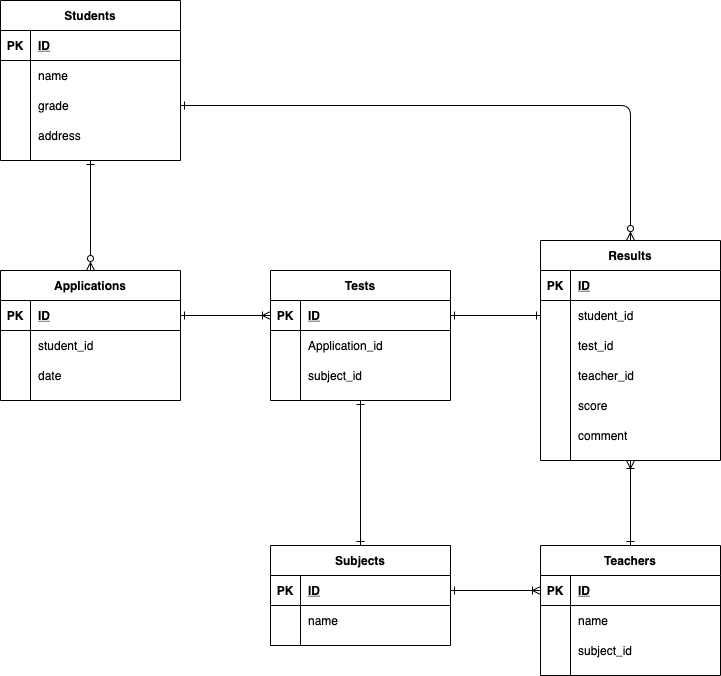 Students
PK ID
name
grade
address
Applications
PK ID
student_id
date
Tests
PK ID
Application_id
subject_id
Results
PK ID
student_id
test_id
teacher_id
score
comment
Subjects
PK ID
name
Teachers
PK ID
name
subject_id